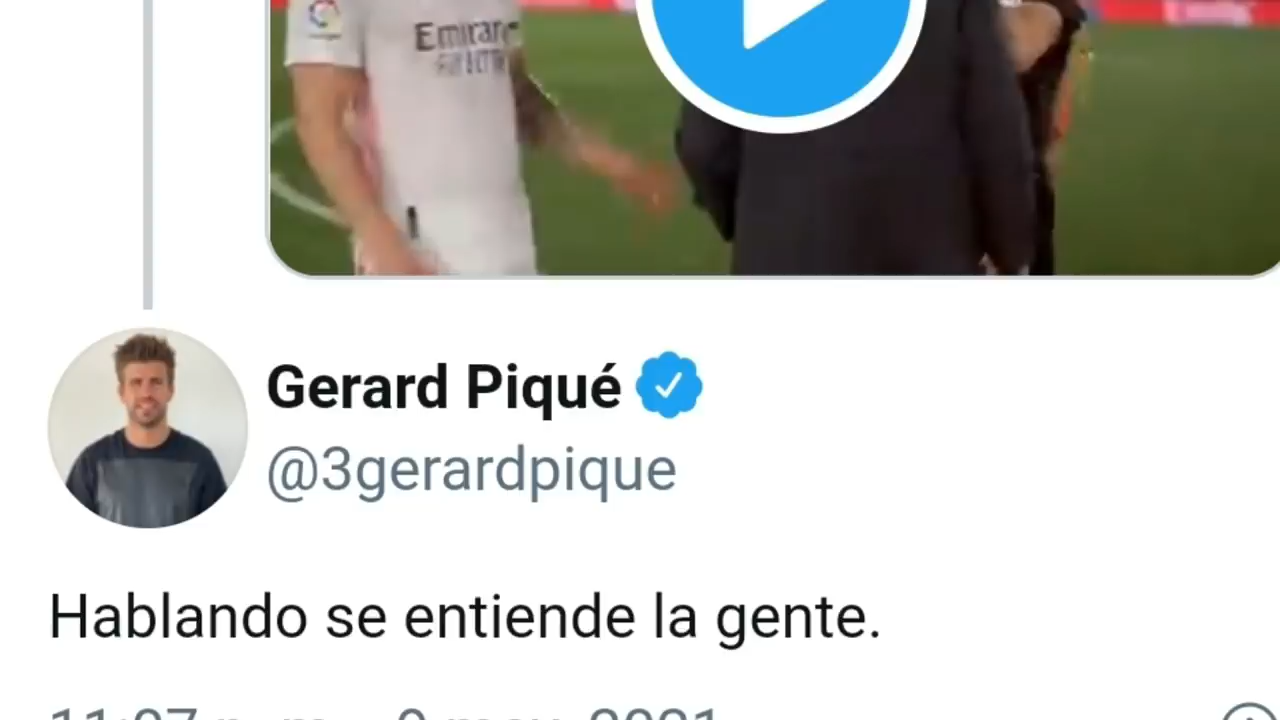 Emirates
Gerard Piqué
@3gerardpique
Hablando se entiende la gente.